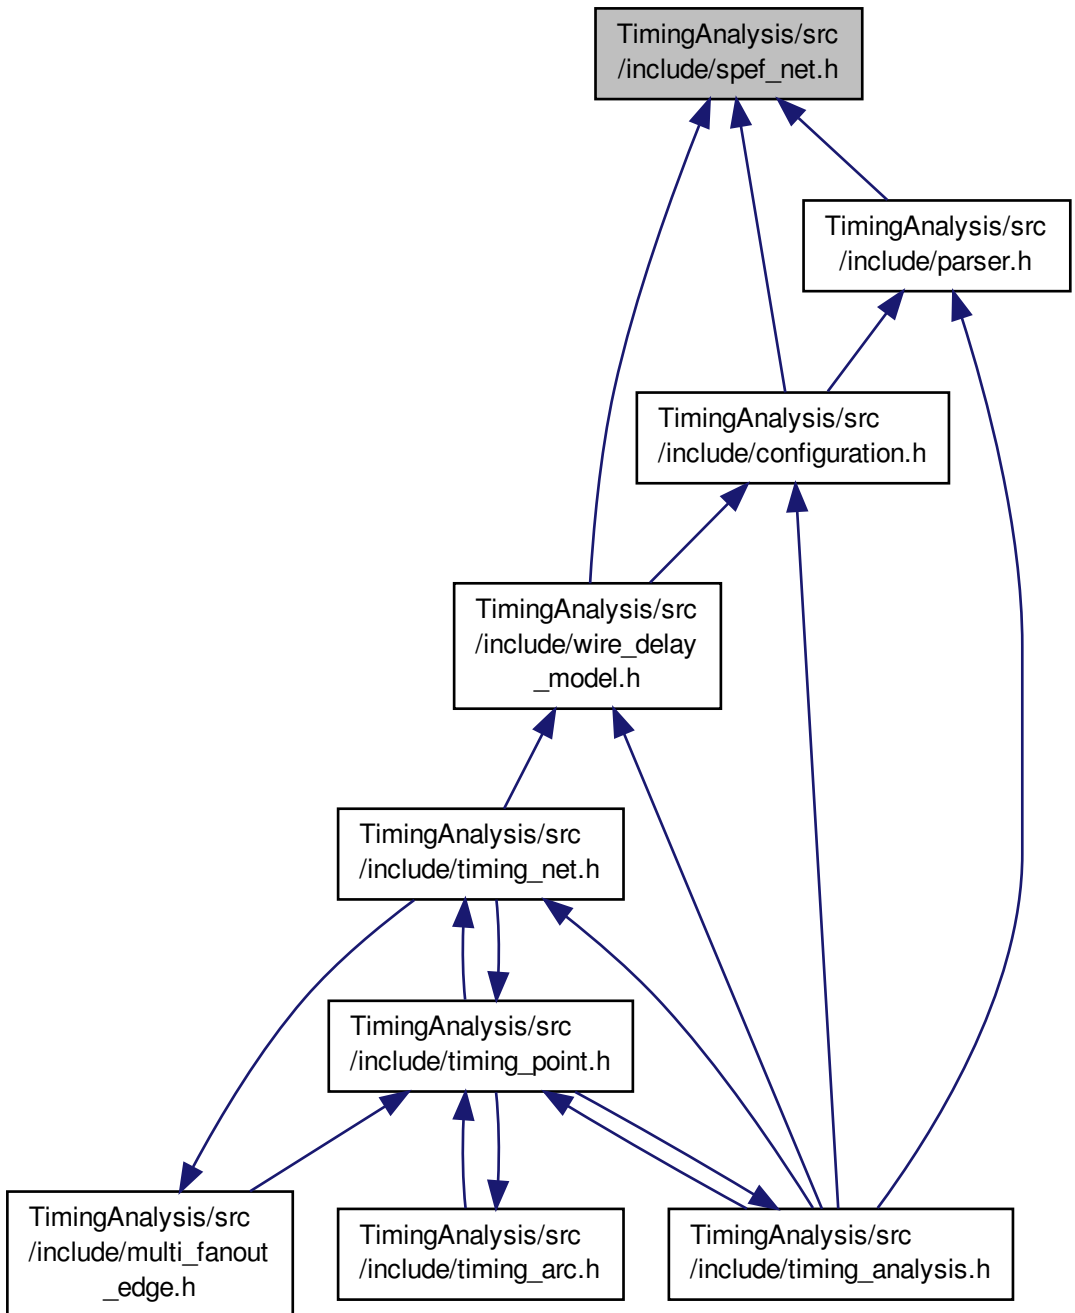 TimingAnalysis/src
/include/spef_net.h
TimingAnalysis/src
/include/parser.h
TimingAnalysis/src
/include/configuration.h
TimingAnalysis/src
/include/wire_delay
_model.h
TimingAnalysis/src
/include/timing_net.h
TimingAnalysis/src
/include/timing_point.h
TimingAnalysis/src
/include/multi_fanout
_edge.h
TimingAnalysis/src
/include/timing_arc.h
TimingAnalysis/src
/include/timing_analysis.h